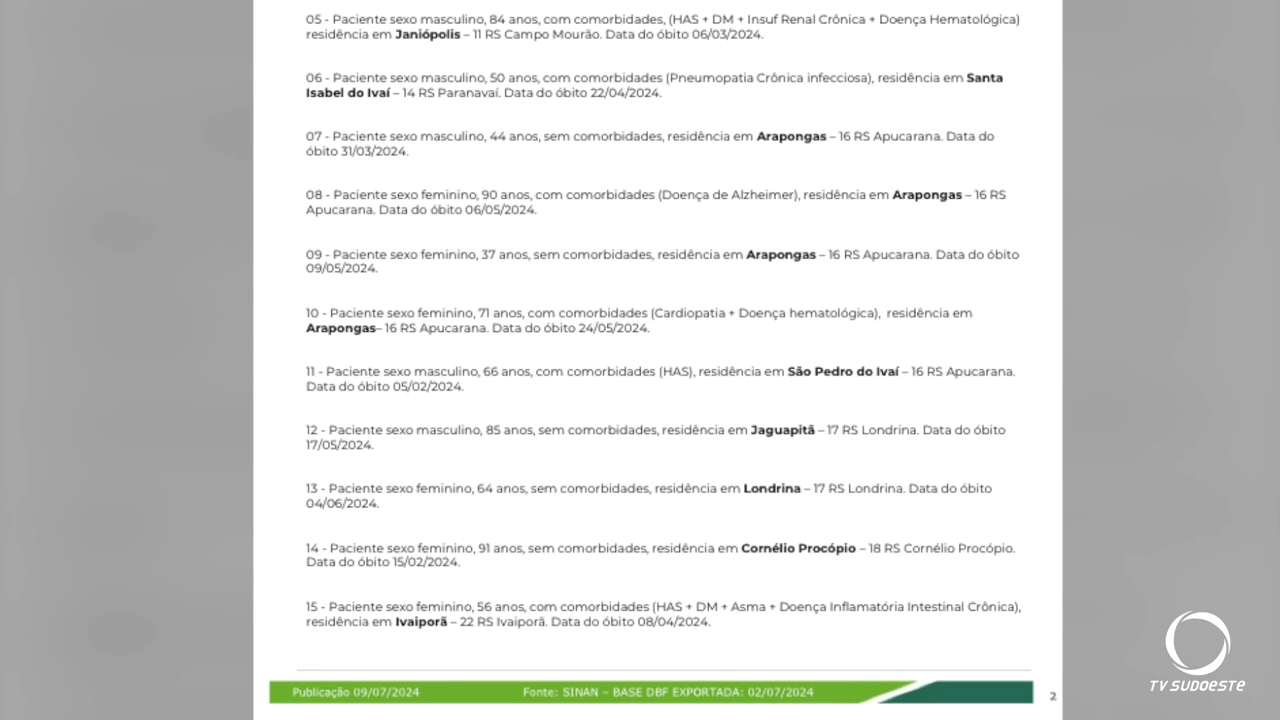 05 - Paciente sexo masculino, 84 anos, com comorbidades, (HAS + DM + Insuf Renal Crônica + Doença Hematológica)
residência em Janiópolis – 11 RS Campo Mourão. Data do óbito 06/03/2024.
06 - Paciente sexo masculino, 50 anos, com comorbidades (Pneumopatia Crônica infecciosa), residência em Santa
Isabel do Ivaí – 14 RS Paranavaí. Data do óbito 22/04/2024.
07 - Paciente sexo masculino, 44 anos, sem comorbidades, residência em Arapongas – 16 RS Apucarana. Data do
óbito 31/03/2024.
08 - Paciente sexo feminino, 90 anos, com comorbidades (Doença de Alzheimer), residência em Arapongas – 16 RS
Apucarana. Data do óbito 06/05/2024.
09 - Paciente sexo feminino, 37 anos, sem comorbidades, residência em Arapongas – 16 RS Apucarana. Data do óbito
09/05/2024.
10 - Paciente sexo feminino, 71 anos, com comorbidades (Cardiopatia + Doença hematológica), residência em
Arapongas– 16 RS Apucarana. Data do óbito 24/05/2024.
11 - Paciente sexo masculino, 66 anos, com comorbidades (HAS), residência em São Pedro do Ivaí – 16 RS Apucarana.
Data do óbito 05/02/2024.
12 - Paciente sexo masculino, 85 anos, sem comorbidades, residência em Jaguapitã – 17 RS Londrina. Data do óbito
17/05/2024.
13 - Paciente sexo feminino, 64 anos, sem comorbidades, residência em Londrina – 17 RS Londrina. Data do óbito
04/06/2024.
14 - Paciente sexo feminino, 91 anos, sem comorbidades, residência em Cornélio Procópio – 18 RS Cornélio Procópio.
Data do óbito 15/02/2024.
15 - Paciente sexo feminino, 56 anos, com comorbidades (HAS + DM + Asma + Doença Inflamatória Intestinal Crônica),
residência em Ivaiporã – 22 RS Ivaiporã. Data do óbito 08/04/2024.
Publicação 09/07/2024 Fonte: SINAN – BASE DBF EXPORTADA: 02/07/2024
2
TV SUDOESTE